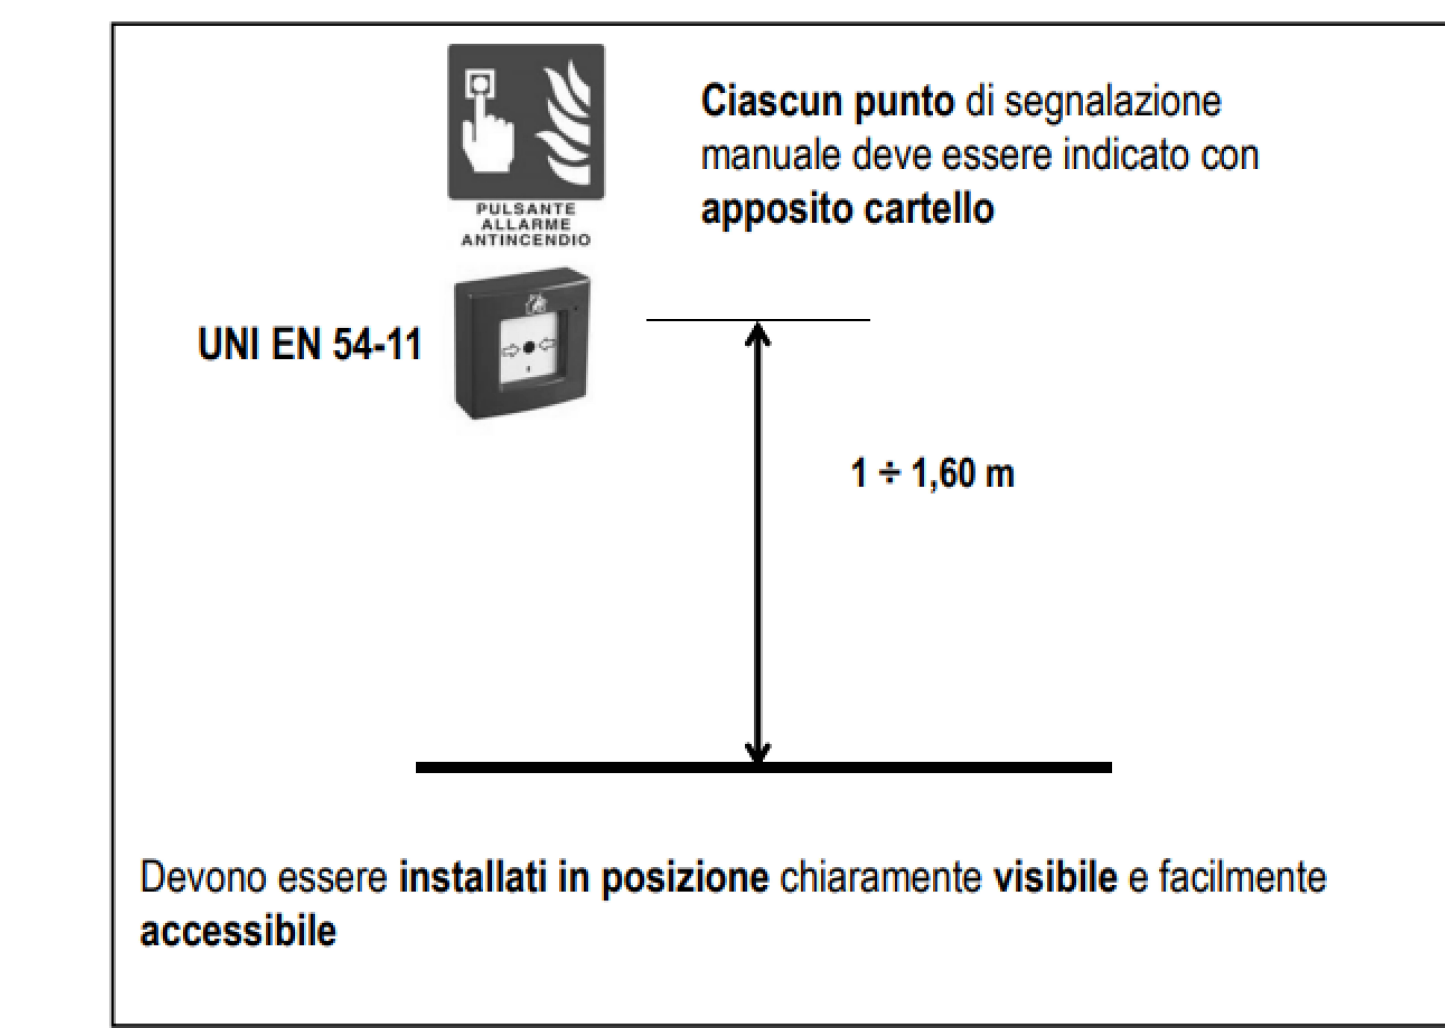 Ciascun punto di segnalazione
manuale deve essere indicato con
apposito cartello
PULSANTE
ALLARME
ANTINCENDIO
UNI EN 54-11
1 ÷ 1,60 m
Devono essere installati in posizione chiaramente visibile e facilmente
accessibile